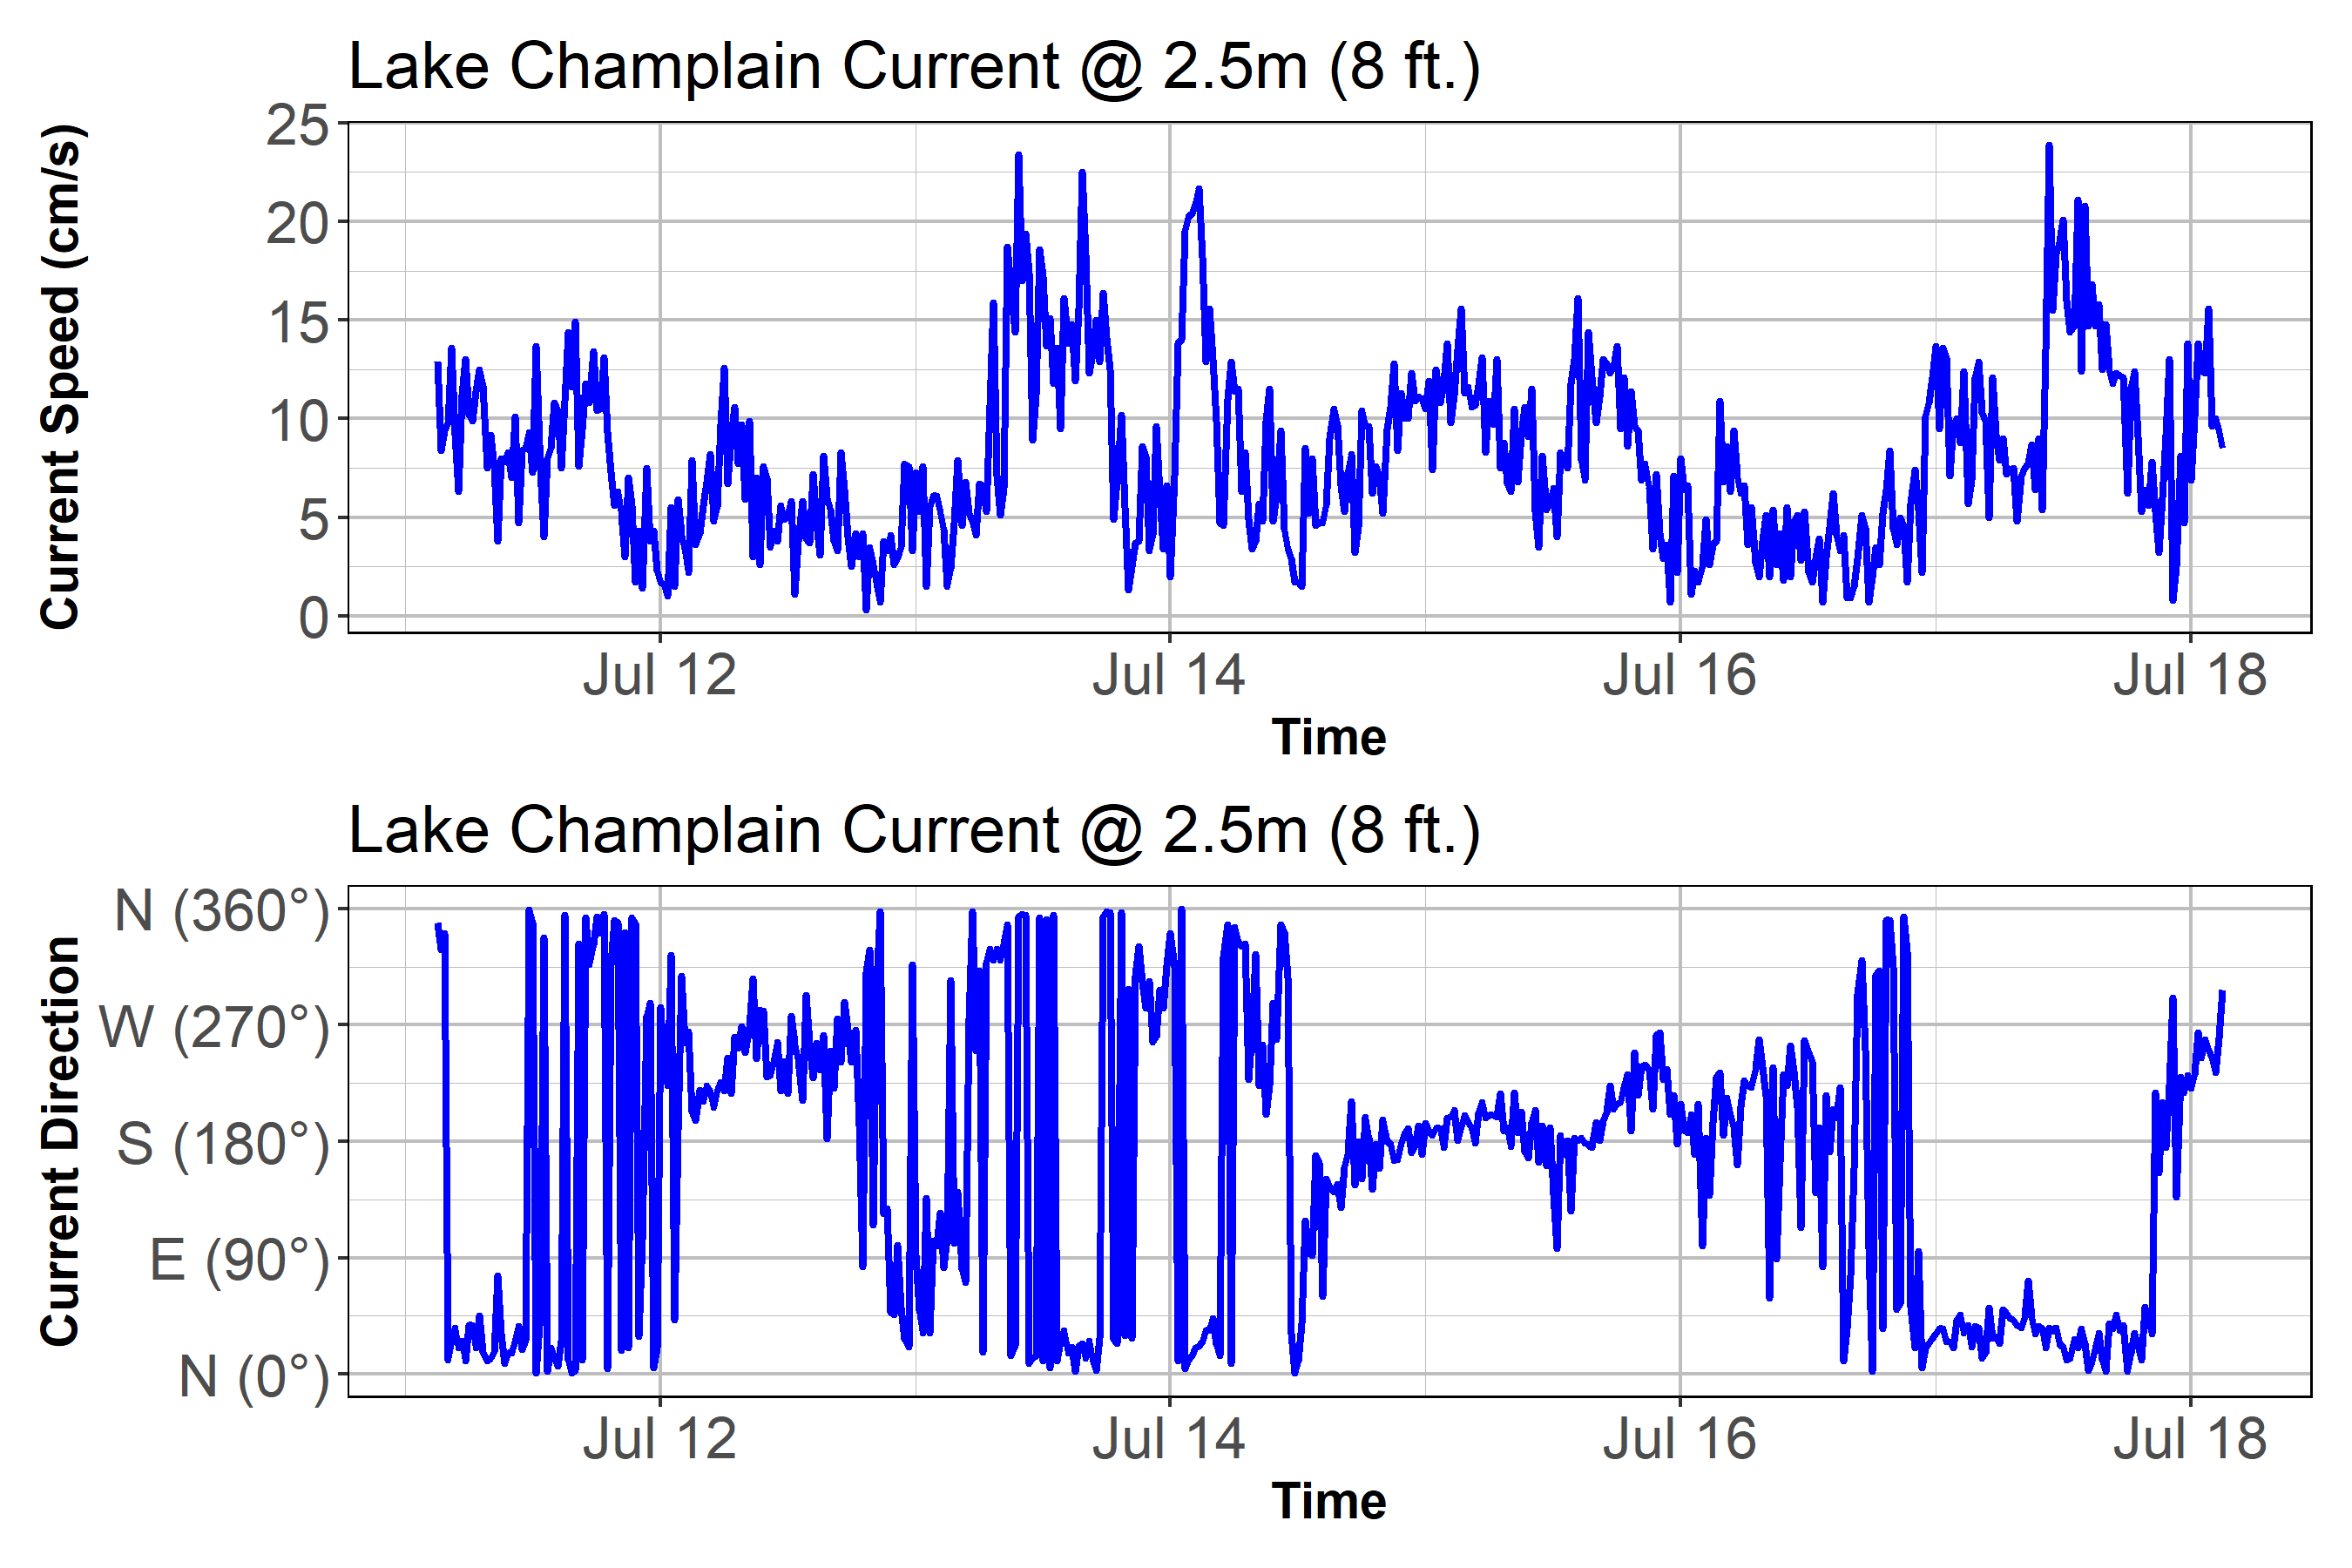 Lake Champlain Current @ 2.5m (8 ft.)
Current Speed (cm/s)
25
20
15
10
5
0
Jul 12 Jul 14 Jul 16 Jul 18
Time
Lake Champlain Current @ 2.5m (8 ft.)
Current Direction
N (360°)
W (270°)
S (180°)
E (90°)
N (0°)
Jul 12 Jul 14 Jul 16 Jul 18
Time